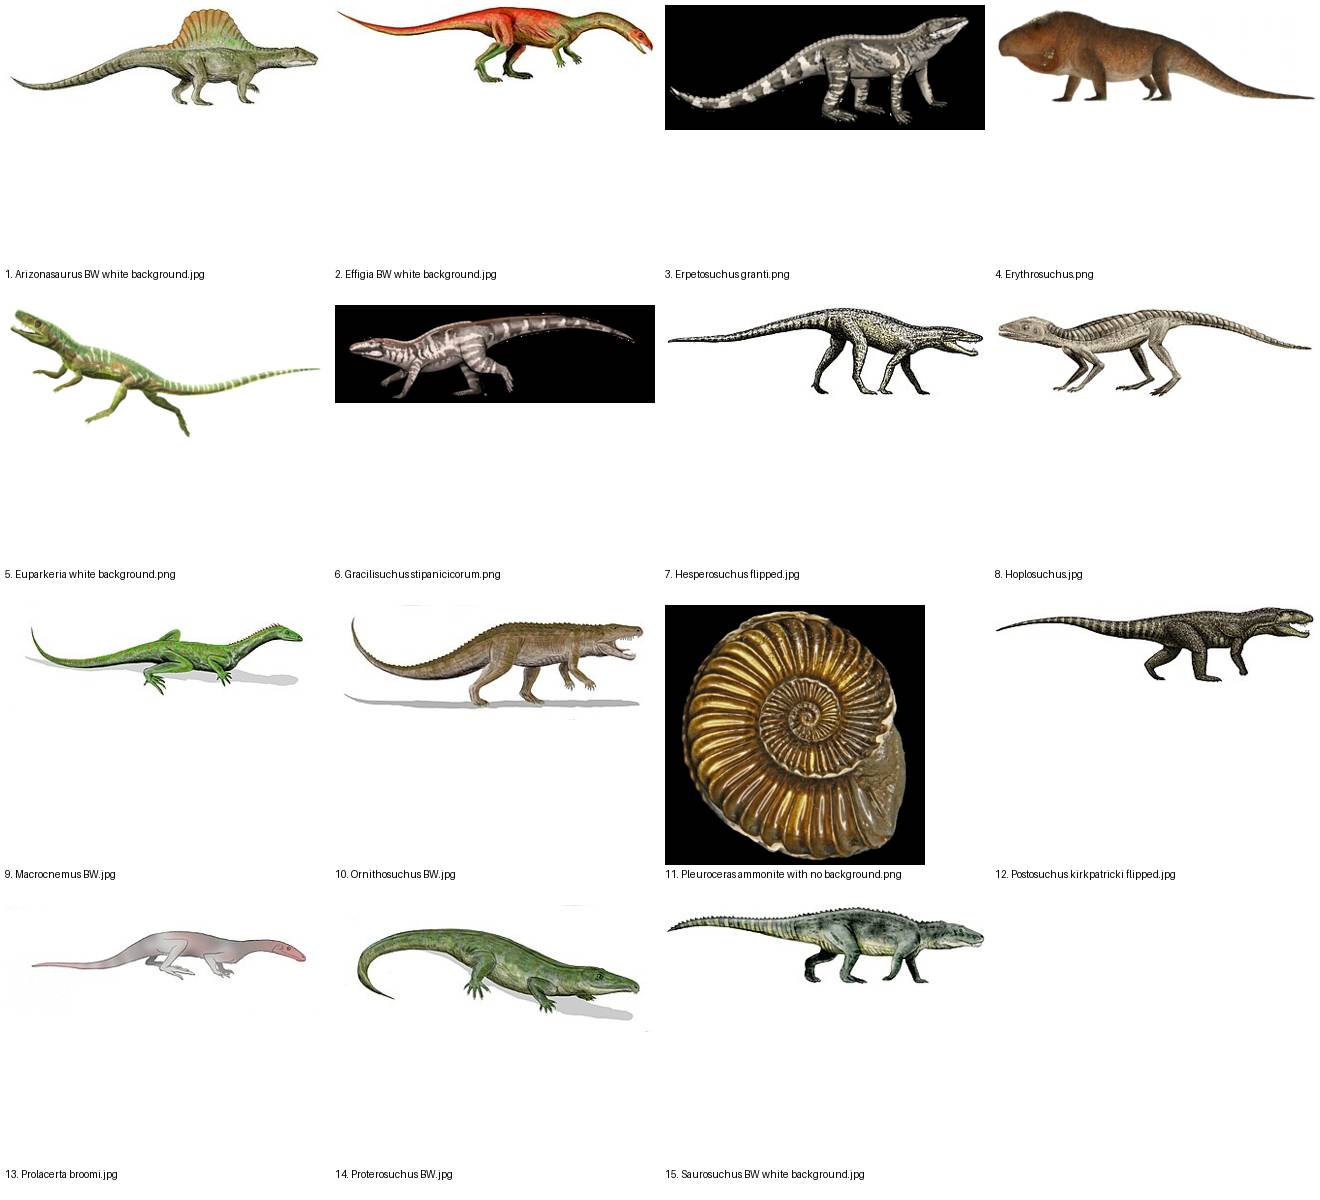 1. Arizonasaurus BW white background.jpg
2. Effigia BW white background.jpg
3. Erpetosuchus granti.png
4. Erythrosuchus.png
5. Euparkeria white background.png
6. Gracilisuchus stipanicicorum.png
7. Hesperosuchus flipped.jpg
8. Hoplosuchus.jpg
9. Macrocnemus BW.jpg
10. Ornithosuchus BW.jpg
11. Pleuroceras ammonite with no background.png
12. Postosuchus kirkpatricki flipped.jpg
13. Prolacerta broomi.jpg
14. Proterosuchus BW.jpg
15. Saurosuchus BW white background.jpg